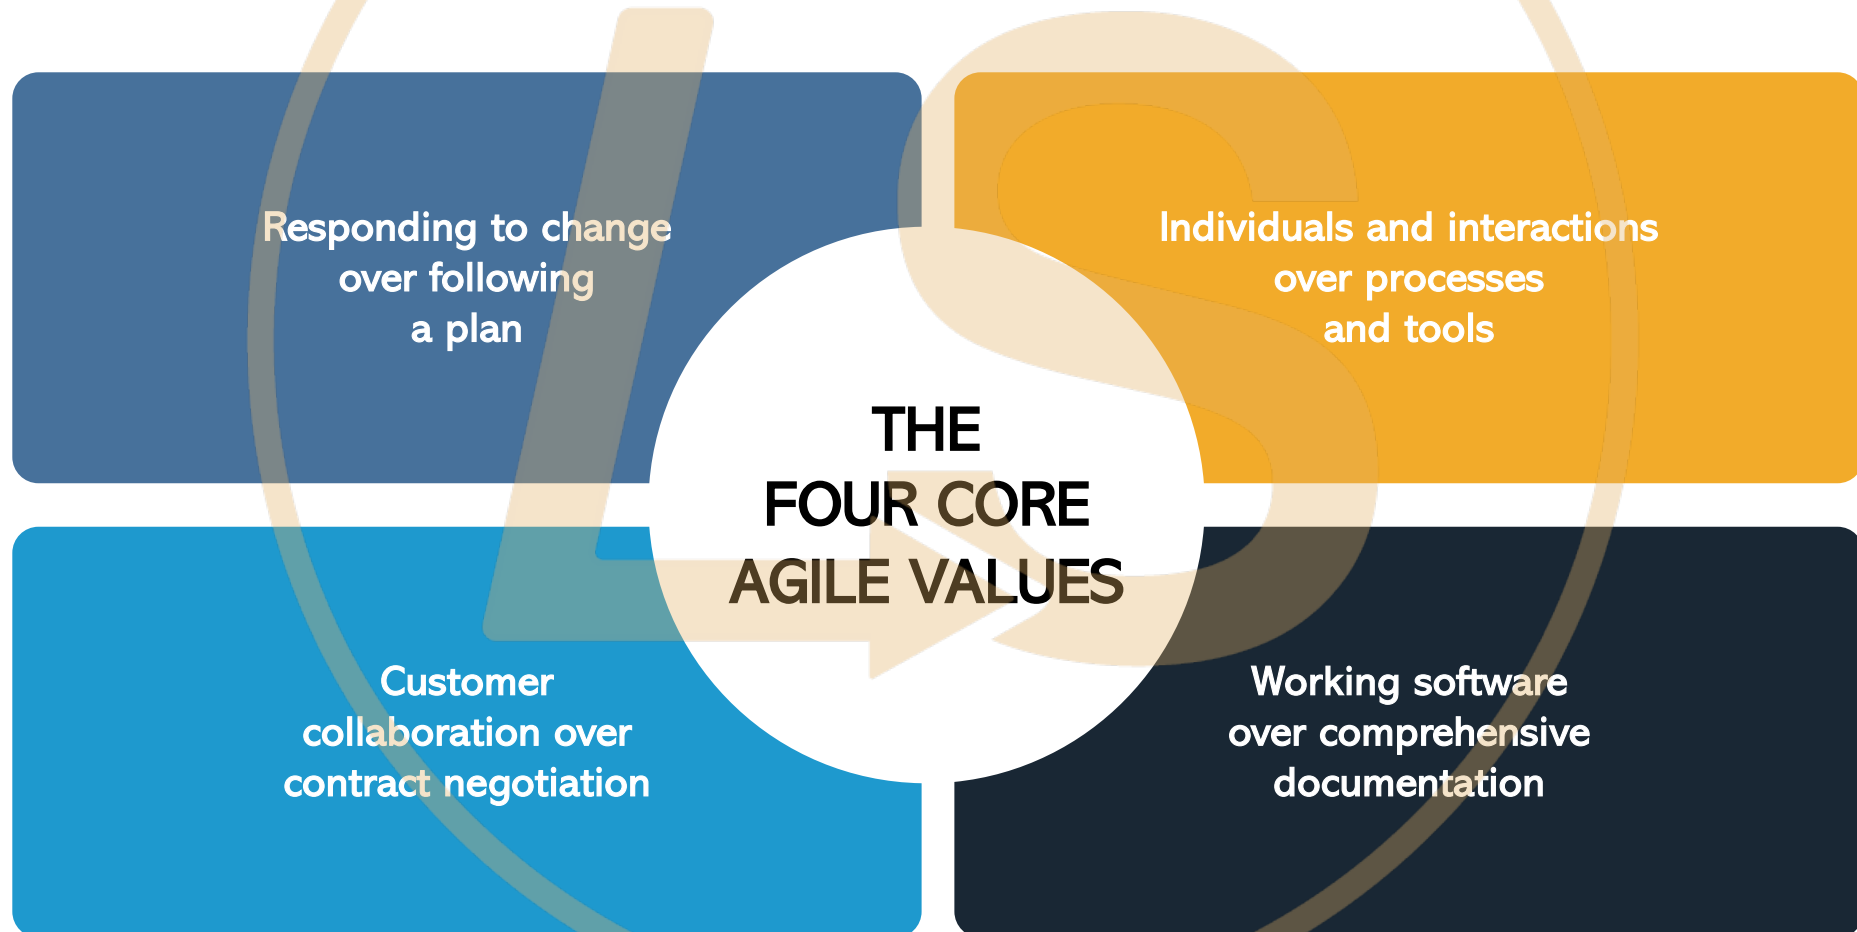 Responding to change
over following
a plan
Individuals and interactions
over processes
and tools
THE
FOUR CORE
AGILE VALUES
Customer
collaboration over
contract negotiation
Working software
over comprehensive
documentation
LS